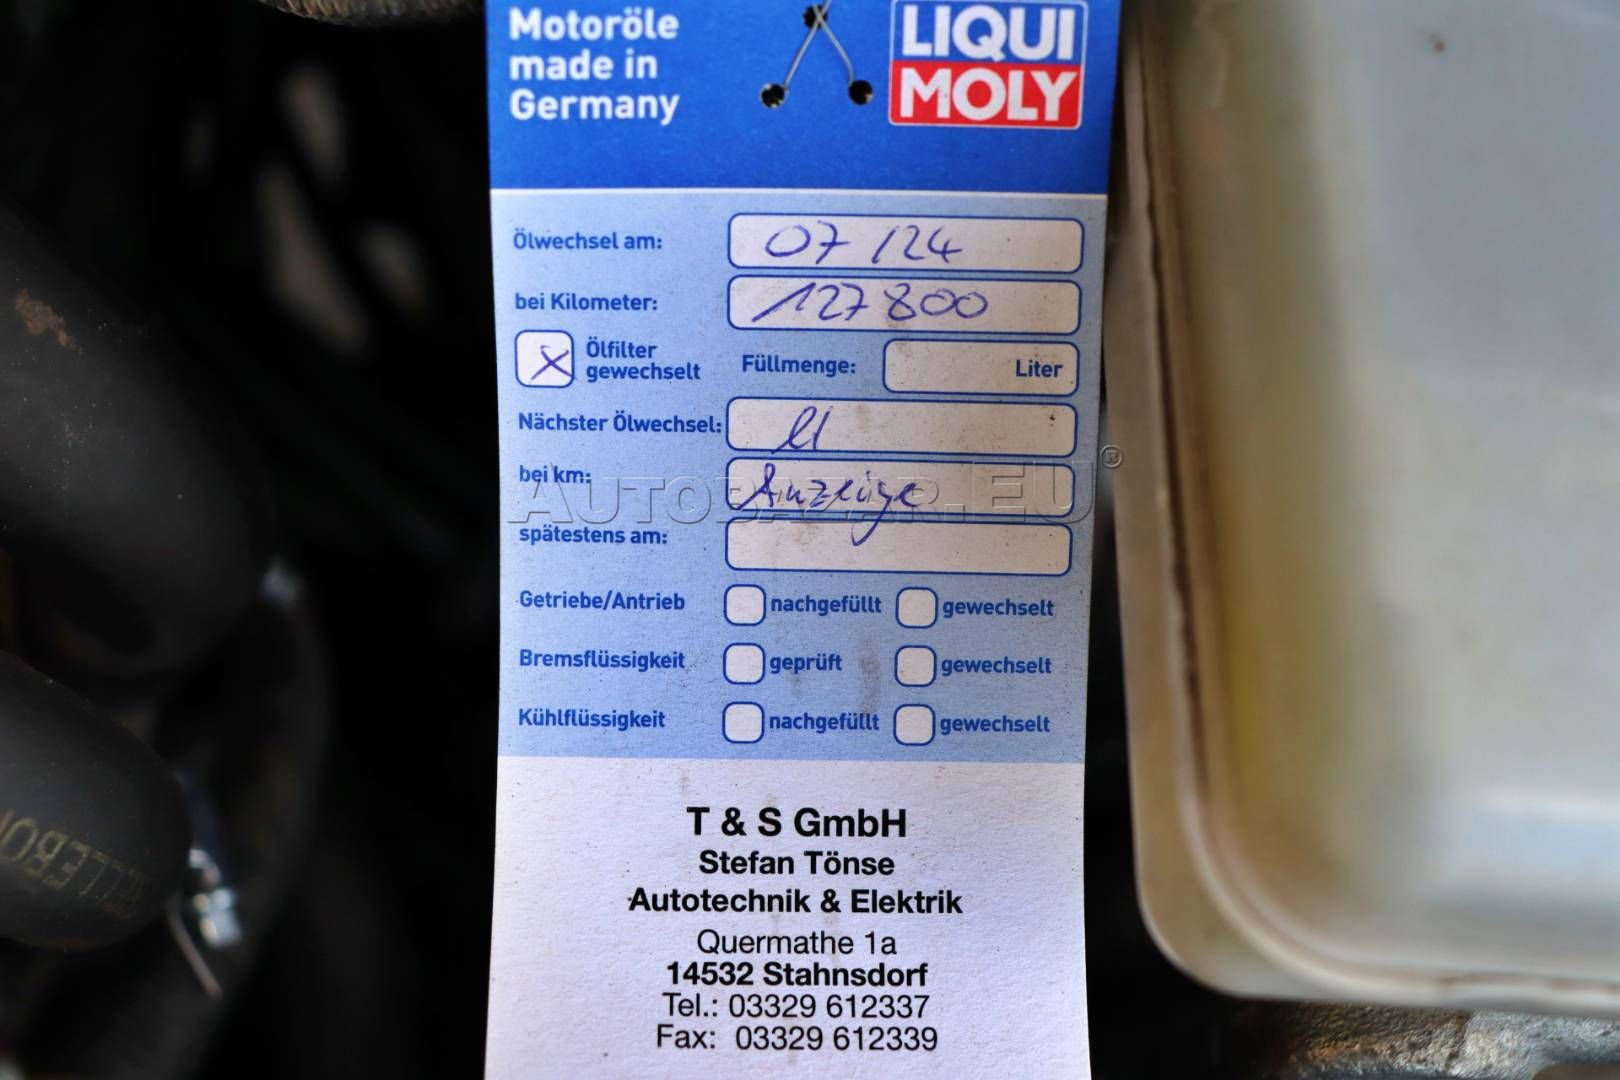 Motoröle
made in
Germany
LIQUI
MOLY
Ölwechsel am: 07/24
bei Kilometer: 127800
X Ölfilter
gewechselt
Füllmenge: Liter
Nächster Ölwechsel:
bei km: Anzeige
AUTOBAZAR.EU®
spätestens am:
Getriebe/Antrieb nachgefüllt gewechselt
Bremsflüssigkeit geprüft gewechselt
Kühlflüssigkeit nachgefüllt gewechselt
T & S GmbH
Stefan Tönse
Autotechnik & Elektrik
Quermathe 1a
14532 Stahnsdorf
Tel.: 03329 612337
Fax: 03329 612339